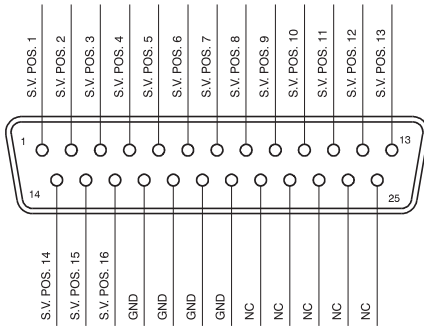 S.V. POS. 1
S.V. POS. 2
S.V. POS. 3
S.V. POS. 4
S.V. POS. 5
S.V. POS. 6
S.V. POS. 7
S.V. POS. 8
S.V. POS. 9
S.V. POS. 10
S.V. POS. 11
S.V. POS. 12
S.V. POS. 13
1
13
14
25
S.V. POS. 14
S.V. POS. 15
S.V. POS. 16
GND
GND
GND
GND
NC
NC
NC
NC
NC